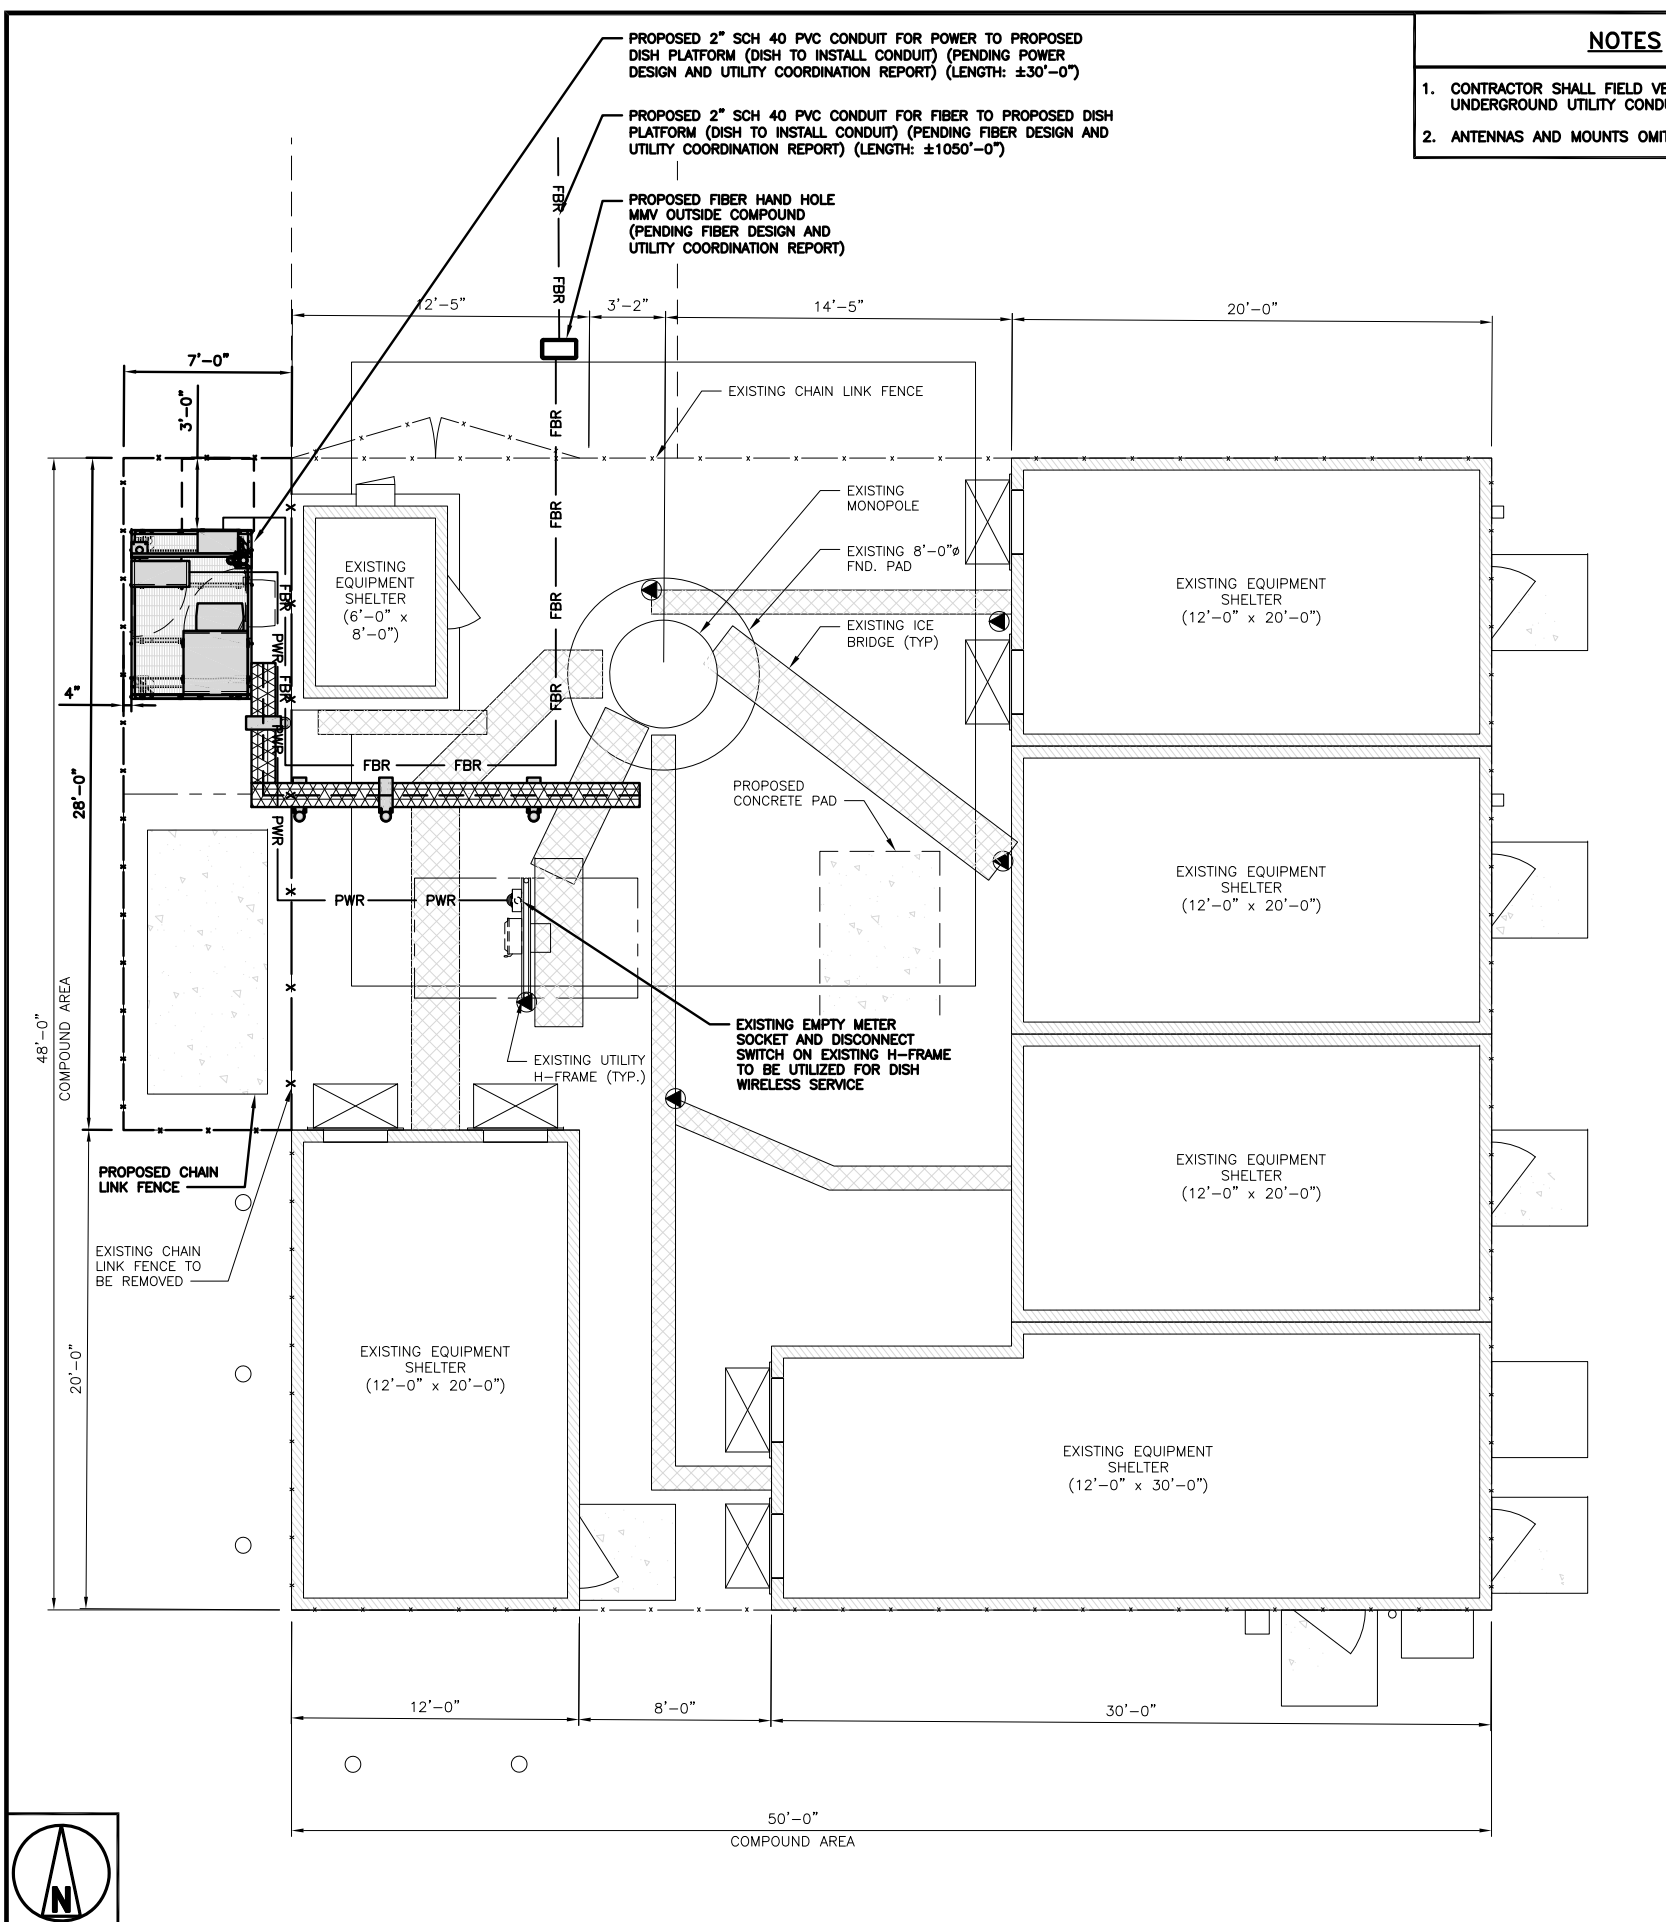 PROPOSED 2" SCH 40 PVC CONDUIT FOR POWER TO PROPOSED
DISH PLATFORM (DISH TO INSTALL CONDUIT) (PENDING POWER
DESIGN AND UTILITY COORDINATION REPORT) (LENGTH: ±30'-0")
PROPOSED 2" SCH 40 PVC CONDUIT FOR FIBER TO PROPOSED DISH
PLATFORM (DISH TO INSTALL CONDUIT) (PENDING FIBER DESIGN AND
UTILITY COORDINATION REPORT) (LENGTH: ±1050'-0")
PROPOSED FIBER HAND HOLE
MMV OUTSIDE COMPOUND
(PENDING FIBER DESIGN AND
UTILITY COORDINATION REPORT)
NOTES
1. CONTRACTOR SHALL FIELD VE
UNDERGROUND UTILITY COND
2. ANTENNAS AND MOUNTS OMI
FBR
FBR
12'-5"
3'-2"
14'-5"
20'-0"
7'-0"
3'-0"
EXISTING CHAIN LINK FENCE
FBR
FBR
FBR
FBR
EXISTING
MONOPOLE
EXISTING 8'-0"ø
FND. PAD
EXISTING ICE
BRIDGE (TYP)
EXISTING
EQUIPMENT
SHELTER
(6'-0" x
8'-0")
EXISTING EQUIPMENT
SHELTER
(12'-0" x 20'-0")
FBR
PWR
FBR
PWR
4"
FBR
FBR
28'-0"
PWR
PROPOSED
CONCRETE PAD
PWR
PWR
EXISTING EQUIPMENT
SHELTER
(12'-0" x 20'-0")
48'-0"
COMPOUND AREA
EXISTING UTILITY
H-FRAME (TYP.)
EXISTING EMPTY METER
SOCKET AND DISCONNECT
SWITCH ON EXISTING H-FRAME
TO BE UTILIZED FOR DISH
WIRELESS SERVICE
PROPOSED CHAIN
LINK FENCE
EXISTING EQUIPMENT
SHELTER
(12'-0" x 20'-0")
EXISTING CHAIN
LINK FENCE TO
BE REMOVED
20'-0"
EXISTING EQUIPMENT
SHELTER
(12'-0" x 20'-0")
EXISTING EQUIPMENT
SHELTER
(12'-0" x 30'-0")
12'-0"
8'-0"
30'-0"
50'-0"
COMPOUND AREA
N